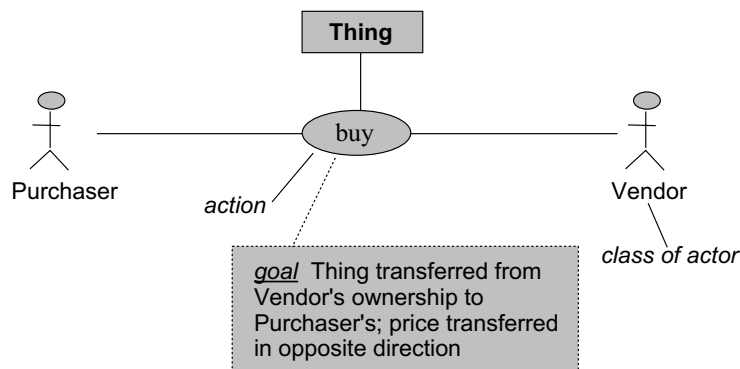 Thing
buy
Purchaser
Vendor
action
class of actor
goal Thing transferred from
Vendor's ownership to
Purchaser's; price transferred
in opposite direction